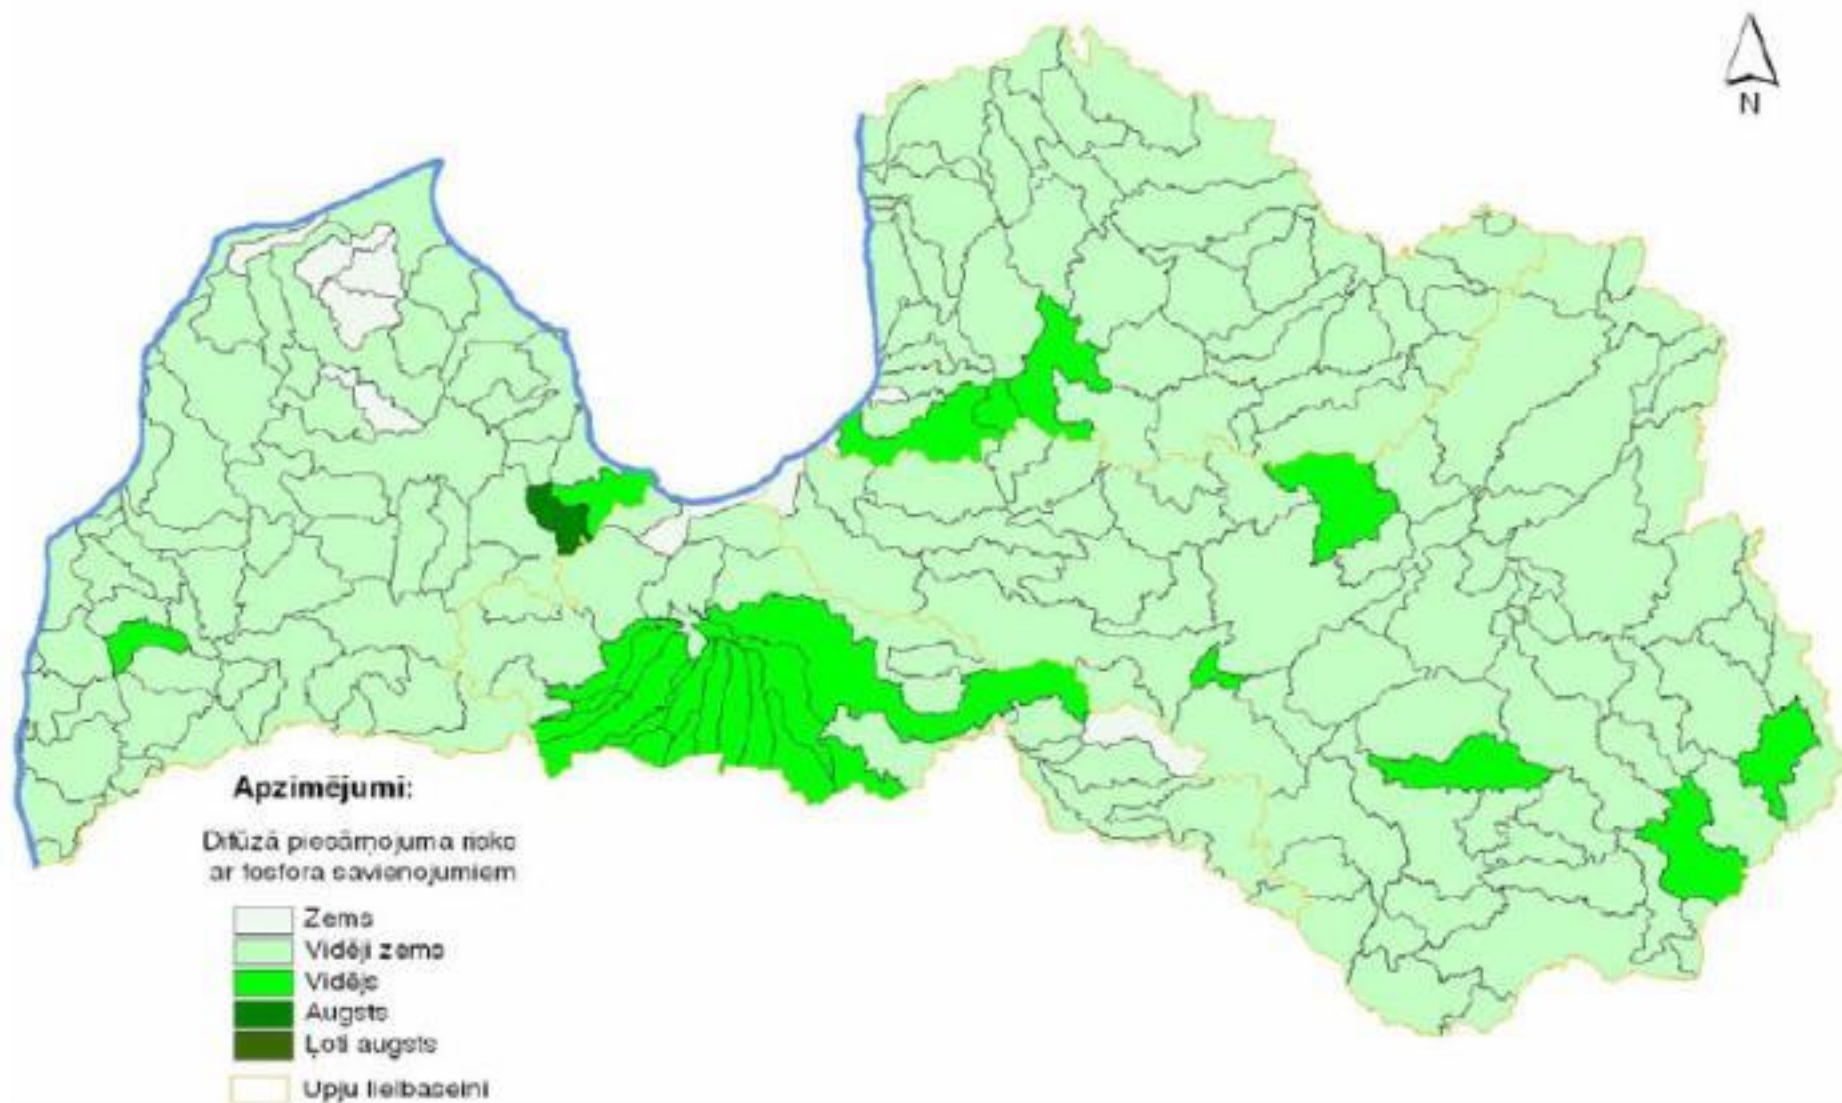 N
Apzīmējumi:
Difūzā piesārņojuma risks
ar fosfora savienojumiem
Zems
Vidēji zems
Vidējs
Augsts
Ļoti augsts
Upju lielbaseini